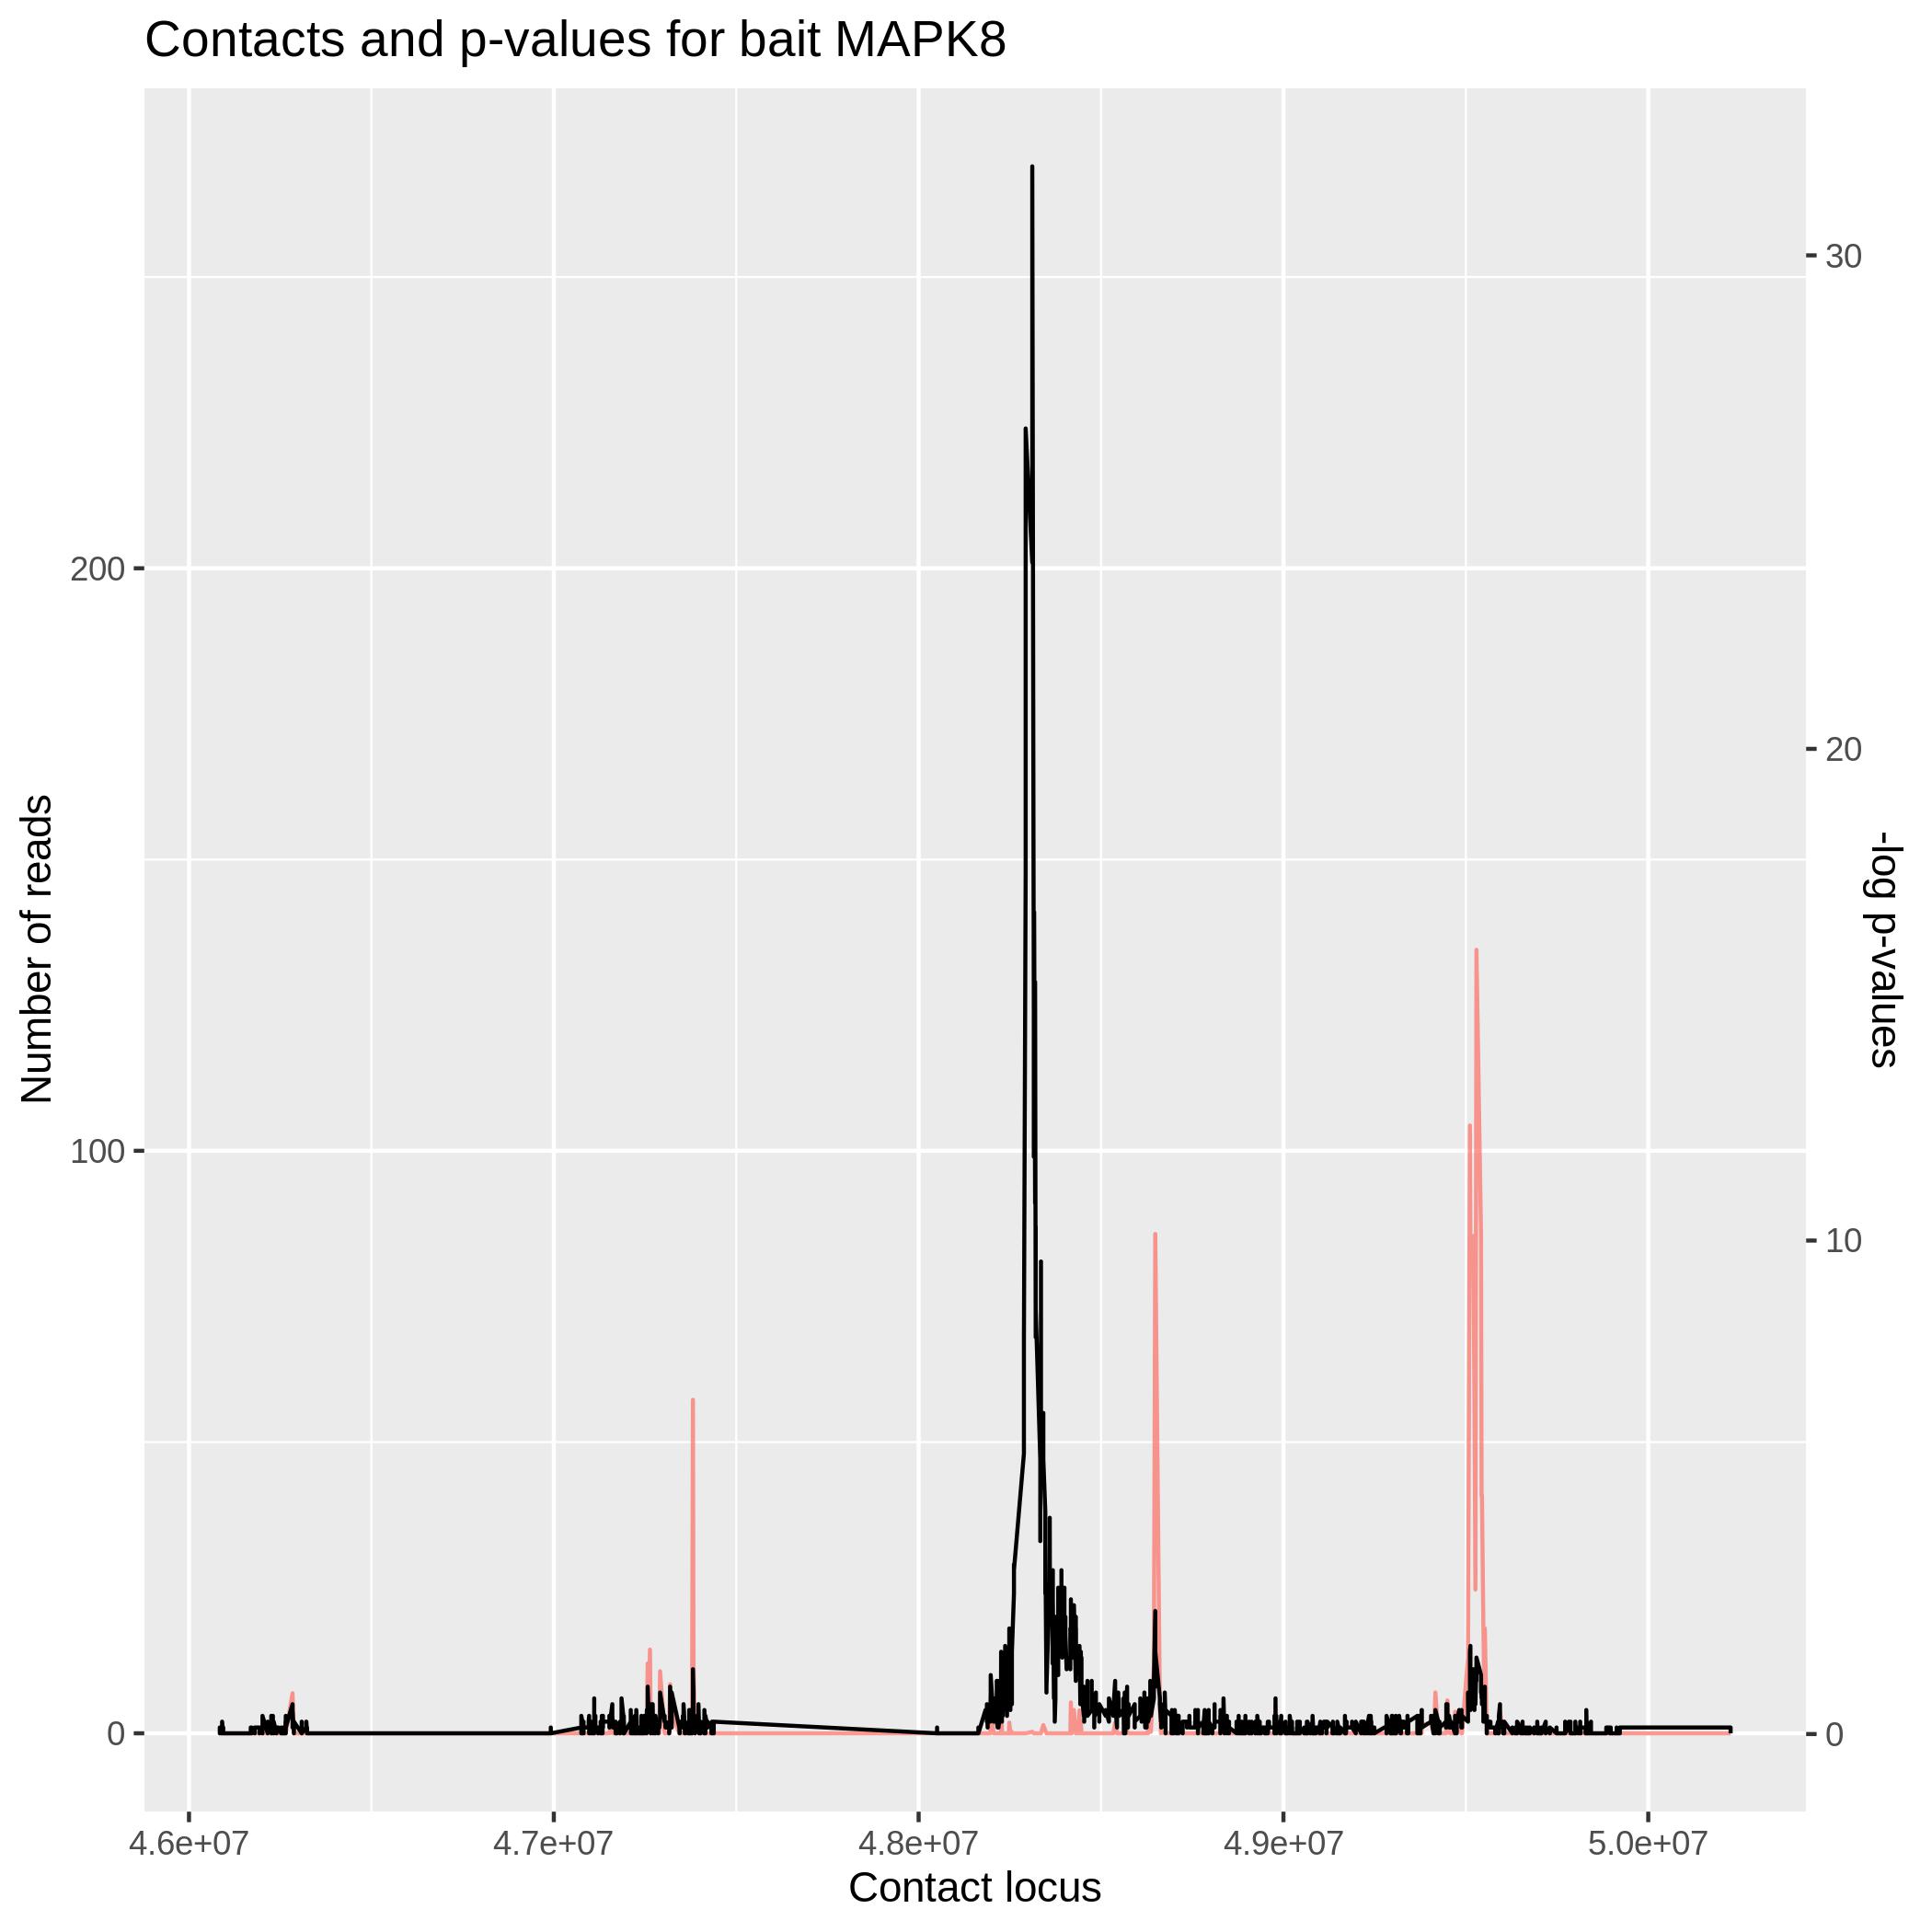 Contacts and p-values for bait MAPK8
Number of reads
200
100
0
30
20
10
0
-log p-values
4.6e+07 4.7e+07 4.8e+07 4.9e+07 5.0e+07
Contact locus